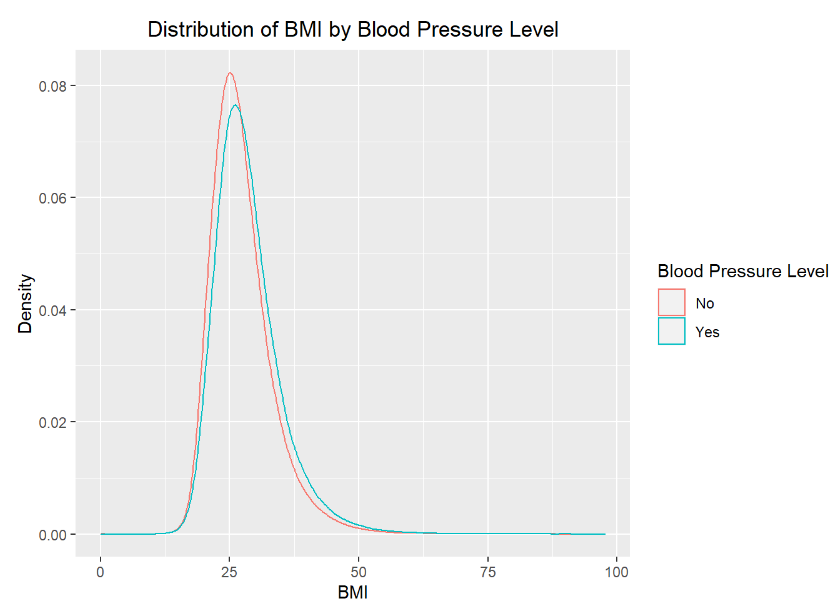 Distribution of BMI by Blood Pressure Level
Density
0.08
0.06
0.04
0.02
0.00
0
25
50
75
100
BMI
Blood Pressure Level
No
Yes